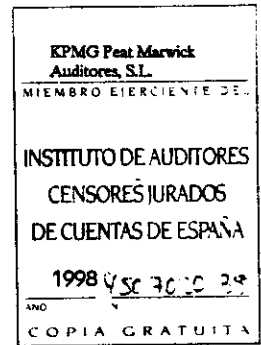 KPMG Peat Marwick
Auditores, S.L.
MIEMBRO EJERCIENTE DEL
INSTITUTO DE AUDITORES
CENSORES JURADOS
DE CUENTAS DE ESPAÑA
1998
AÑO
COPIA GRATUITA